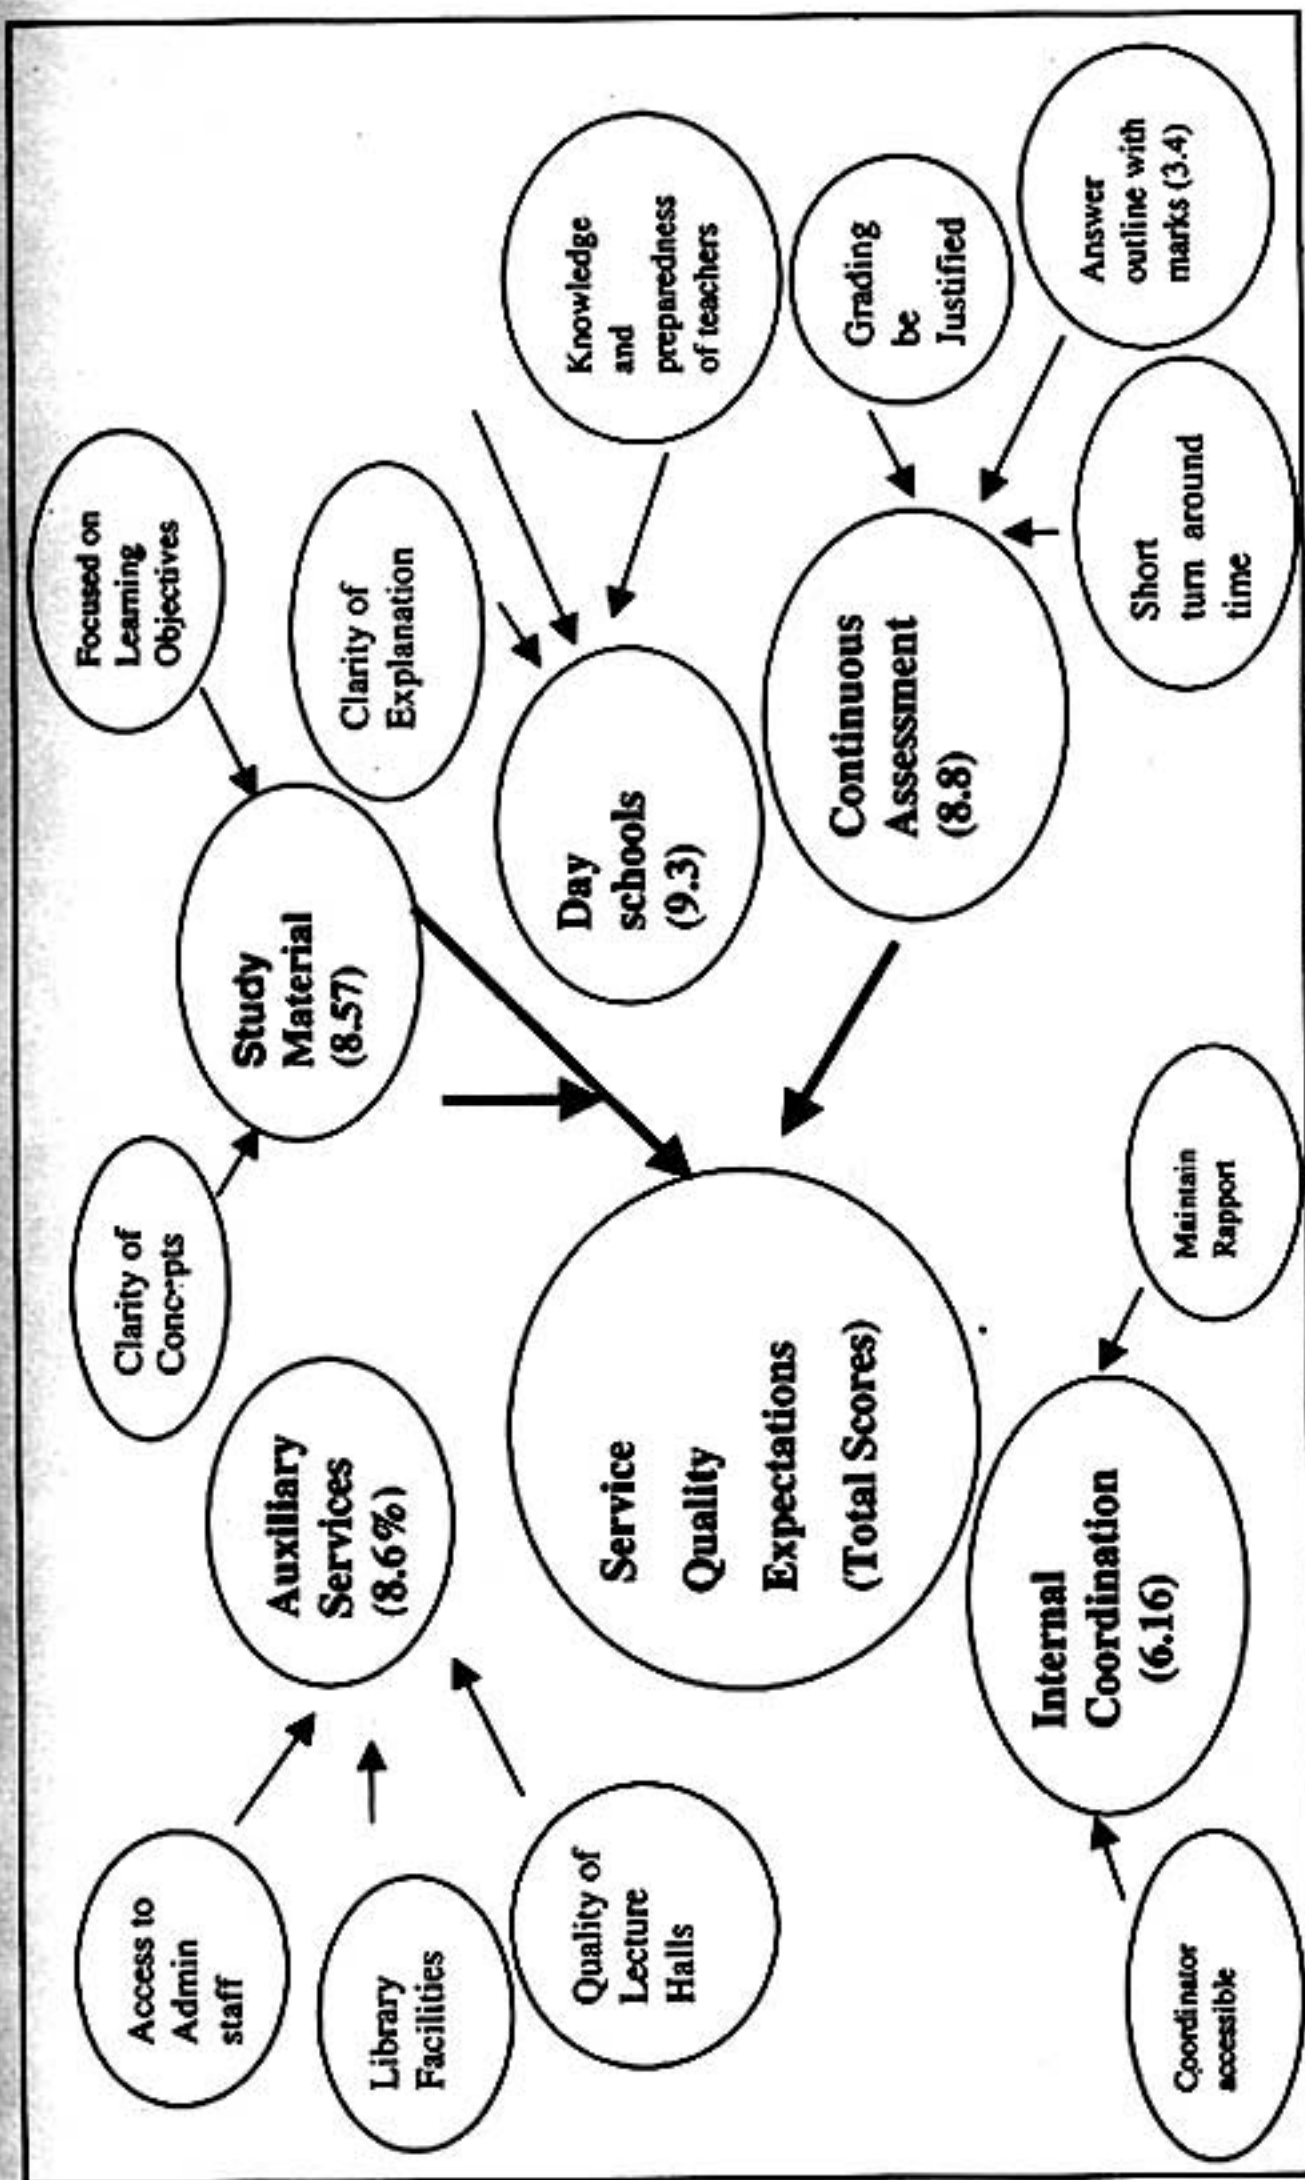 Access to
Admin
staff
Library
Facilities
Quality of
Lecture
Halls
Auxiliary
Services
(8.6%)
Clarity of
Concepts
Study
Material
(8.57)
Focused on
Learning
Objectives
Clarity of
Explanation
Day
schools
(9.3)
Knowledge
and
preparedness
of teachers
Service
Quality
Expectations
(Total Scores)
Continuous
Assessment
(8.8)
Grading
be
Justified
Answer
outline with
marks (3.4)
Short
turn around
time
Internal
Coordination
(6.16)
Maintain
Rapport
Coordinator
accessible